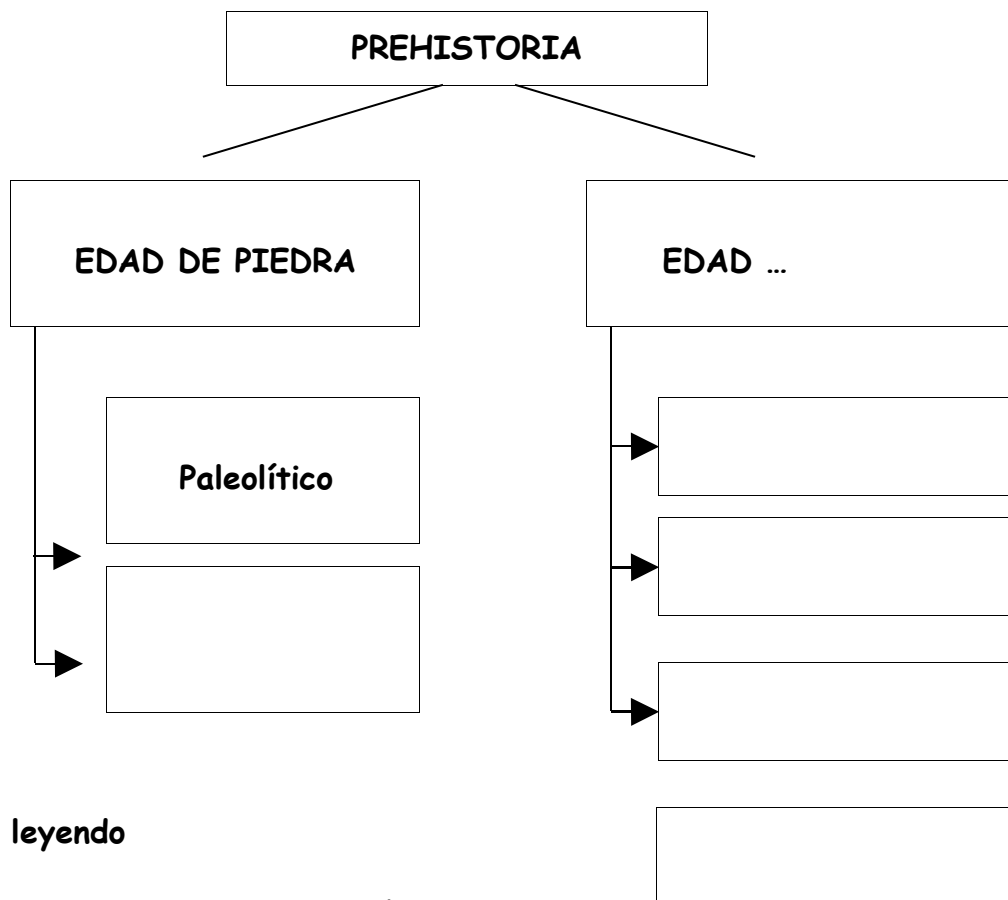 PREHISTORIA
EDAD DE PIEDRA
EDAD ...
Paleolítico
leyendo